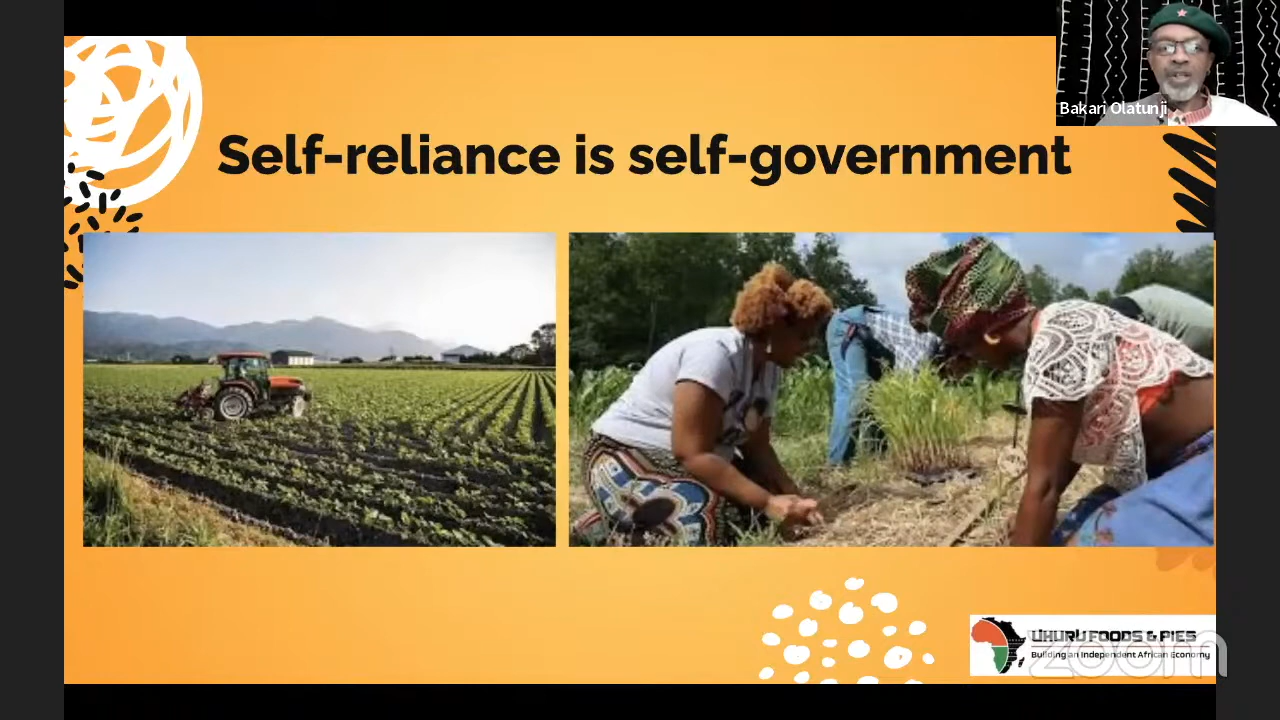 Bakari Olatunji
Self-reliance is self-government
UHURU FOODS & PIES
Building an Independent African Economy
zoom